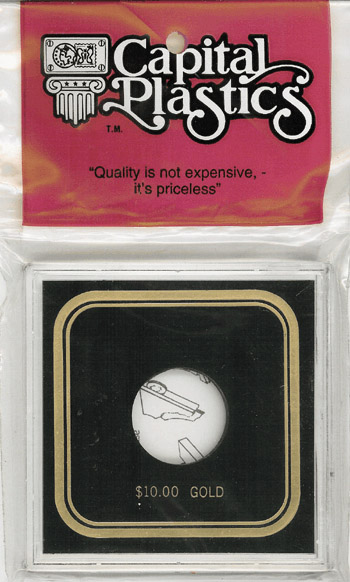 Capital
Plastics
T.M.
"Quality is not expensive, -
it's priceless"
$10.00 GOLD